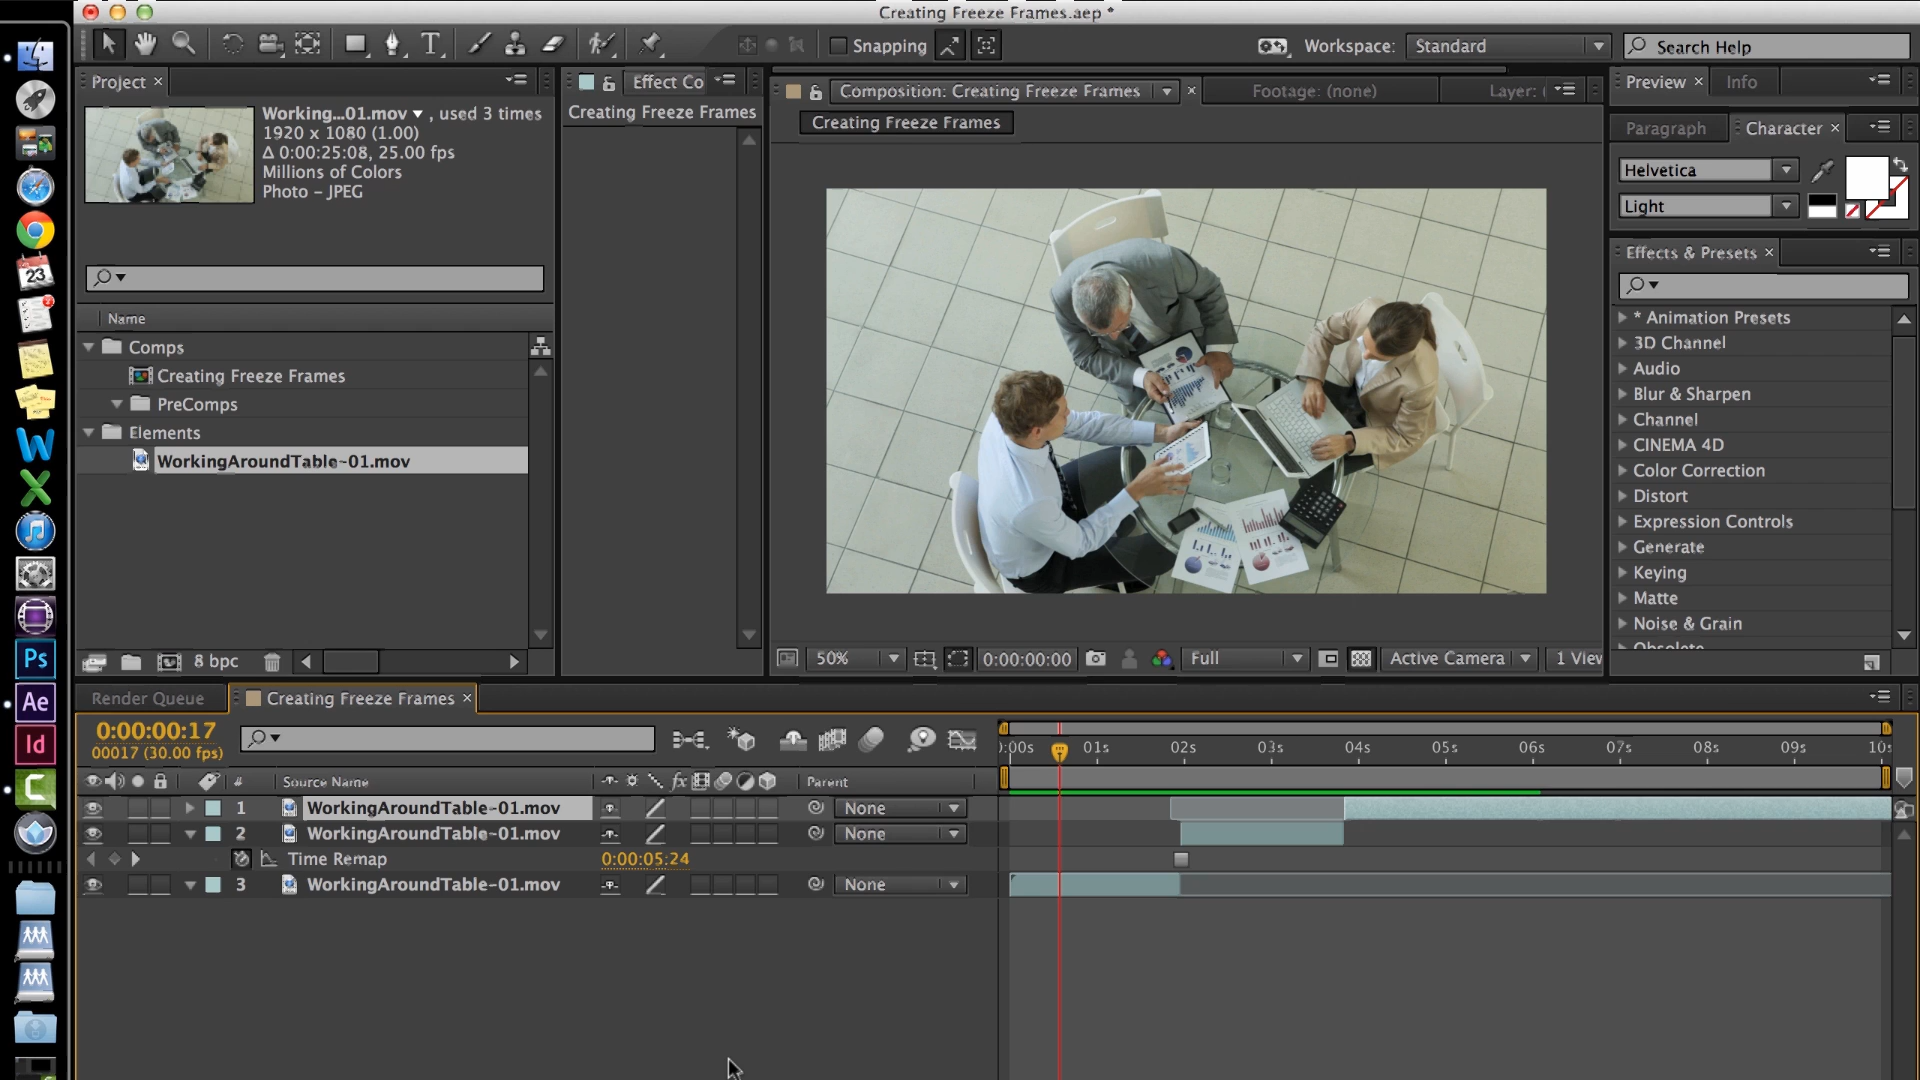 Creating Freeze Frames.aep *
Snapping
Workspace: Standard
Search Help
Project ×
Working...01.mov ▼ , used 3 times
1920 x 1080 (1.00)
Δ 0:00:25:08, 25.00 fps
Millions of Colors
Photo - JPEG
Name
Comps
Creating Freeze Frames
PreComps
Elements
WorkingAroundTable-01.mov
8 bpc
Effect Co
Creating Freeze Frames
Composition: Creating Freeze Frames
Footage: (none)
Layer: (
Creating Freeze Frames
50%
0:00:00:00
Full
Active Camera
1 View
Preview ×
Info
Paragraph
Character ×
Helvetica
Light
Effects & Presets ×
* Animation Presets
3D Channel
Audio
Blur & Sharpen
Channel
CINEMA 4D
Color Correction
Distort
Expression Controls
Generate
Keying
Matte
Noise & Grain
Obsolete
23
Ps
Ae
Id
Render Queue
Creating Freeze Frames ×
0:00:00:17
00017 (30.00 fps)
# Source Name
fx
Parent
):00s 01s 02s 03s 04s 05s 06s 07s 08s 09s 10s
1 WorkingAroundTable-01.mov None
2 WorkingAroundTable-01.mov None
Time Remap 0:00:05:24
3 WorkingAroundTable-01.mov None